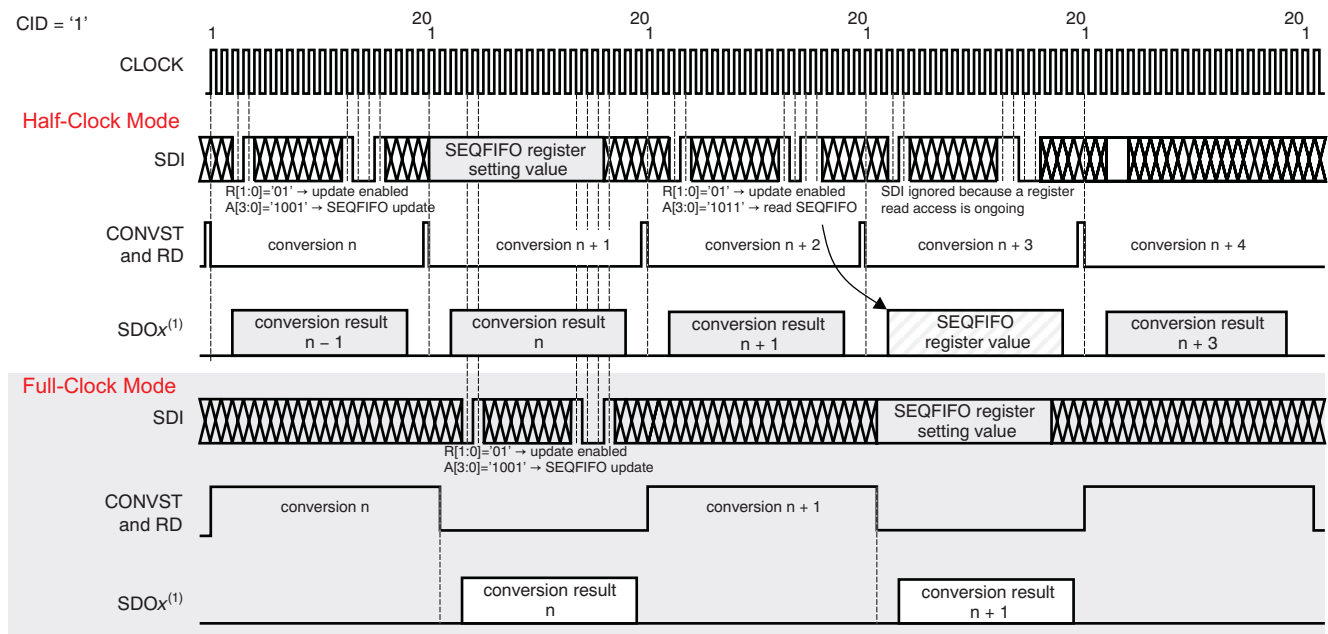 CID = ‘1’
20 20 20 20 20
1 1 1 1 1 1
CLOCK
Half-Clock Mode
SDI
SEQFIFO register
setting value
R[1:0]='01' → update enabled
A[3:0]='1001' → SEQFIFO update
R[1:0]='01' → update enabled
A[3:0]='1011' → read SEQFIFO
SDI ignored because a register
read access is ongoing
CONVST
and RD
conversion n
conversion n + 1
conversion n + 2
conversion n + 3
conversion n + 4
SDOx(1)
conversion result
n – 1
conversion result
n
conversion result
n + 1
SEQFIFO
register value
conversion result
n + 3
Full-Clock Mode
SDI
SEQFIFO register
setting value
R[1:0]='01' → update enabled
A[3:0]='1001' → SEQFIFO update
CONVST
and RD
conversion n
conversion n + 1
SDOx(1)
conversion result
n
conversion result
n + 1